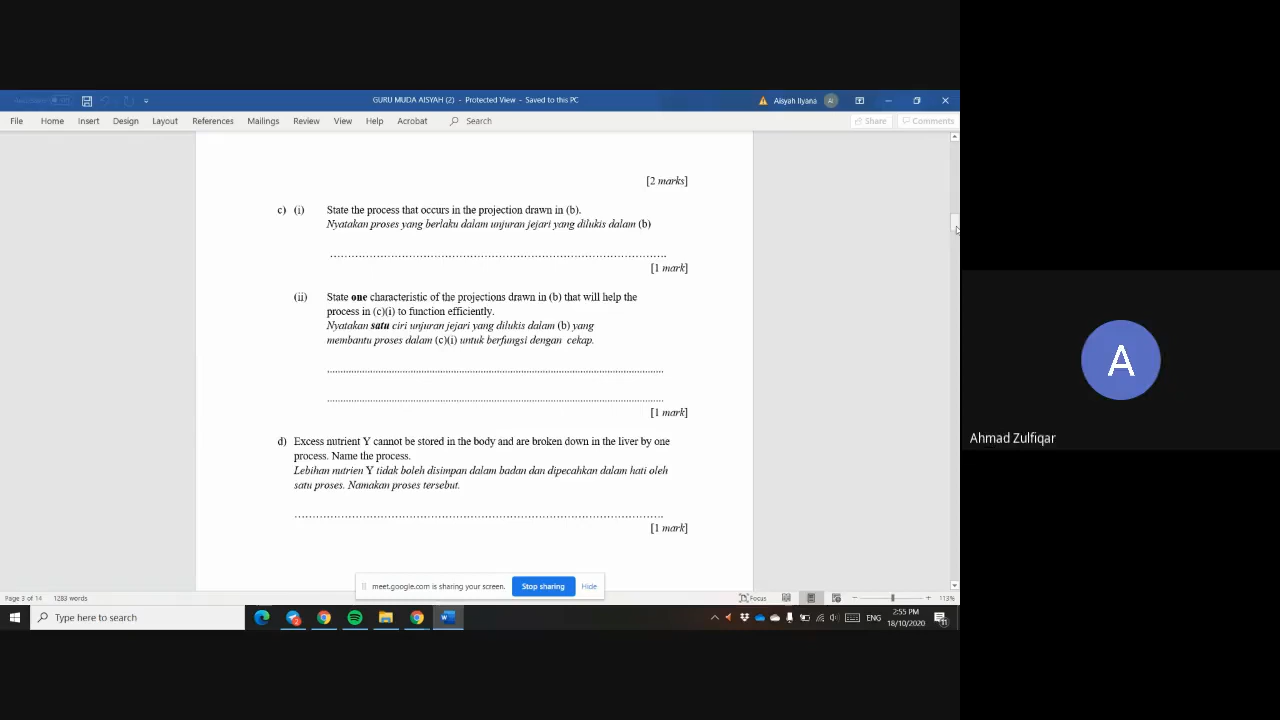 GURU MUDA AISYAH (2) - Protected View - Saved to this PC
Aisyah Ilyana
AI
File Home Insert Design Layout References Mailings Review View Help Acrobat Search
Share Comments
[2 marks]
c) (i) State the process that occurs in the projection drawn in (b).
Nyatakan proses yang berlaku dalam unjuran jejari yang dilukis dalam (b)
[1 mark]
(ii) State one characteristic of the projections drawn in (b) that will help the
process in (c)(i) to function efficiently.
Nyatakan satu ciri unjuran jejari yang dilukis dalam (b) yang
membantu proses dalam (c)(i) untuk berfungsi dengan cekap.
[1 mark]
d) Excess nutrient Y cannot be stored in the body and are broken down in the liver by one
process. Name the process.
Lebihan nutrien Y tidak boleh disimpan dalam badan dan dipecahkan dalam hati oleh
satu proses. Namakan proses tersebut.
[1 mark]
meet.google.com is sharing your screen. Stop sharing Hide
Page 3 of 14 1283 words
Focus
113%
Type here to search
ENG
2:55 PM
18/10/2020
A
Ahmad Zulfiqar